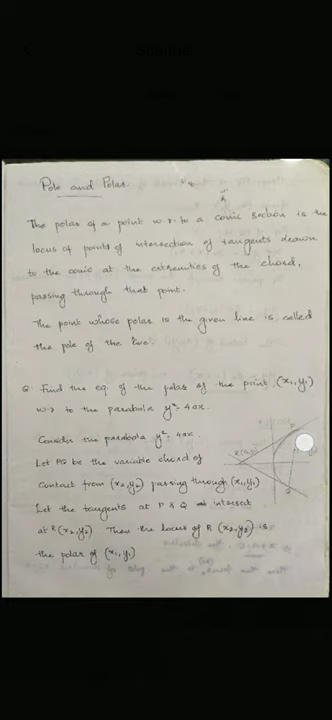 Pole and Polar.
The polar of a point w.r. to a conic section is the
locus of points of intersection of tangents drawn
to the conic at the extremities of the chord,
passing through that point.
The point whose polar is the given line is called
the pole of the line.
Q: Find the eq. of the polar of the point (x₁,y₁)
w.r to the parabola y² = 4ax.
Consider the parabola y² = 4ax.
Let PQ be the variable chord of
contact from (x₂,y₂) passing through (x₁,y₁)
Let the tangents at P & Q intersect
at R(x₂,y₂) Then the locus of R (x₂,y₂) is
the polar of (x₁,y₁)
P
Q